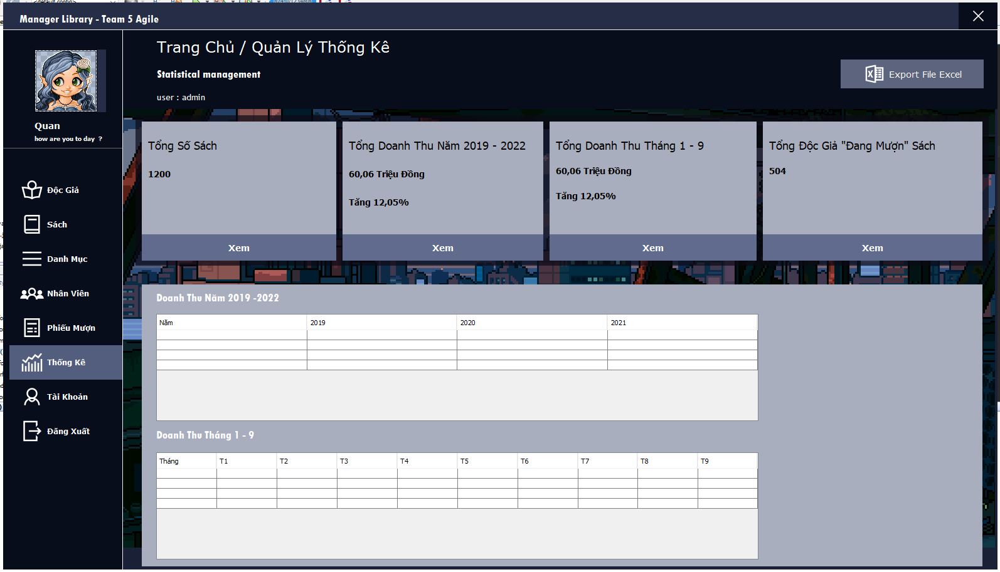 <default config>
874,0/1234MB
Manager Library - Team 5 Agile
Quan
how are you to day ?
Độc Giả
Sách
Danh Mục
Nhân Viên
Phiếu Mượn
Thống Kê
Tài Khoản
Đăng Xuất
Trang Chủ / Quản Lý Thống Kê
Statistical management
user : admin
Export File Excel
Tổng Số Sách
1200
Xem
Tổng Doanh Thu Năm 2019 - 2022
60,06 Triệu Đồng
Tăng 12,05%
Xem
Tổng Doanh Thu Tháng 1 - 9
60,06 Triệu Đồng
Tăng 12,05%
Xem
Tổng Độc Giả "Đang Mượn" Sách
504
Xem
Doanh Thu Năm 2019 -2022
Năm 2019 2020 2021
Doanh Thu Tháng 1 - 9
Tháng T1 T2 T3 T4 T5 T6 T7 T8 T9